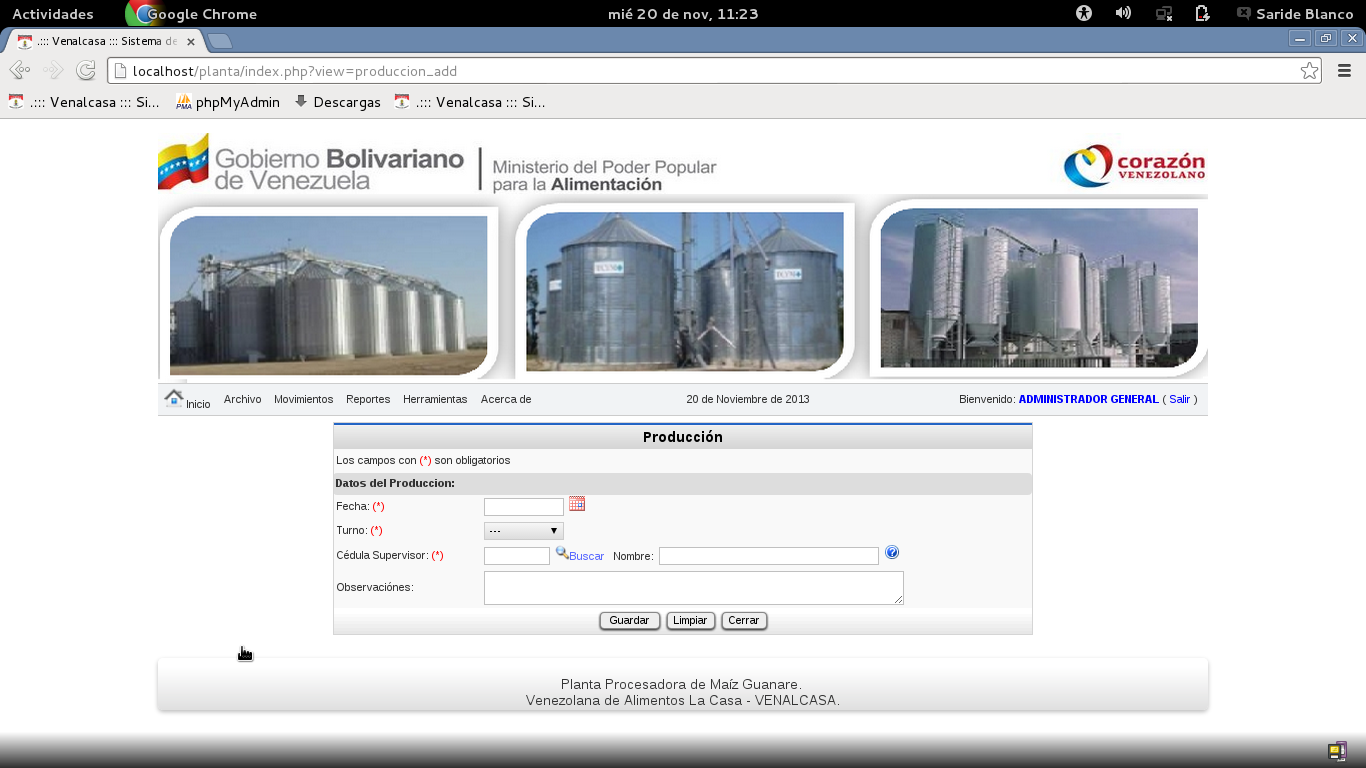 Actividades Google Chrome mié 20 de nov, 11:23 Saride Blanco
.::: Venalcasa ::: Sistema de
localhost/planta/index.php?view=produccion_add
.::: Venalcasa ::: Si... phpMyAdmin Descargas .::: Venalcasa ::: Si...
Gobierno Bolivariano
de Venezuela
Ministerio del Poder Popular
para la Alimentación
corazón
VENEZOLANO
Inicio Archivo Movimientos Reportes Herramientas Acerca de 20 de Noviembre de 2013 Bienvenido: ADMINISTRADOR GENERAL ( Salir )
Producción
Los campos con (*) son obligatorios
Datos del Produccion:
Fecha: (*)
Turno: (*) ---
Cédula Supervisor: (*) Buscar Nombre:
Observaciónes:
Guardar Limpiar Cerrar
Planta Procesadora de Maíz Guanare.
Venezolana de Alimentos La Casa - VENALCASA.